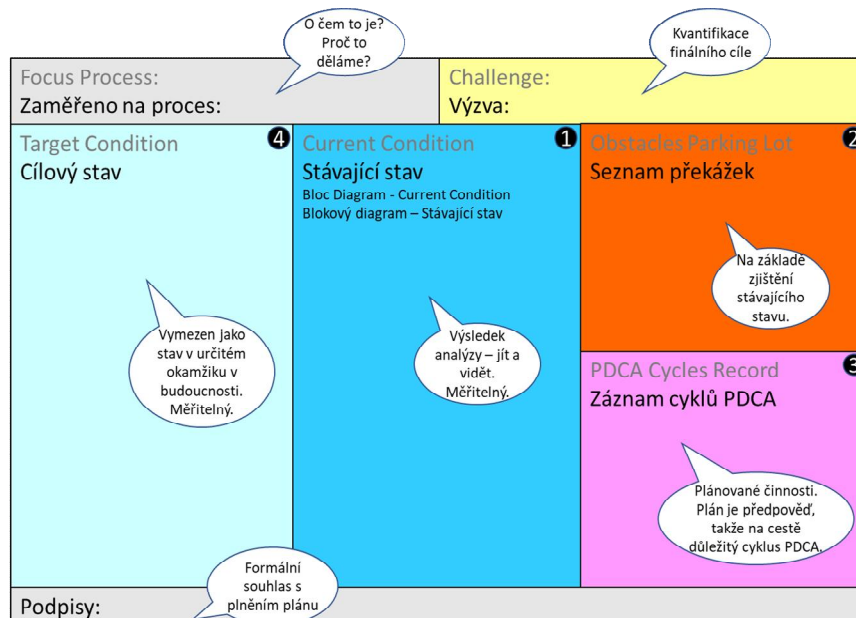 O čem to je?
Proč to
děláme?
Kvantifikace
finálního cíle
Focus Process:
Zaměřeno na proces:
Challenge:
Výzva:
Target Condition
4
Cílový stav
Current Condition
1
Stávající stav
Bloc Diagram - Current Condition
Blokový diagram – Stávající stav
Obstacles Parking Lot
2
Seznam překážek
Vymezen jako
stav v určitém
okamžiku v
budoucnosti.
Měřitelný.
Výsledek
analýzy – jít a
vidět.
Měřitelný.
Na základě
zjištění
stávajícího
stavu.
PDCA Cycles Record
3
Záznam cyklů PDCA
Plánované činnosti.
Plán je předpověď,
takže na cestě
důležitý cyklus PDCA.
Formální
souhlas s
plněním plánu
Podpisy: